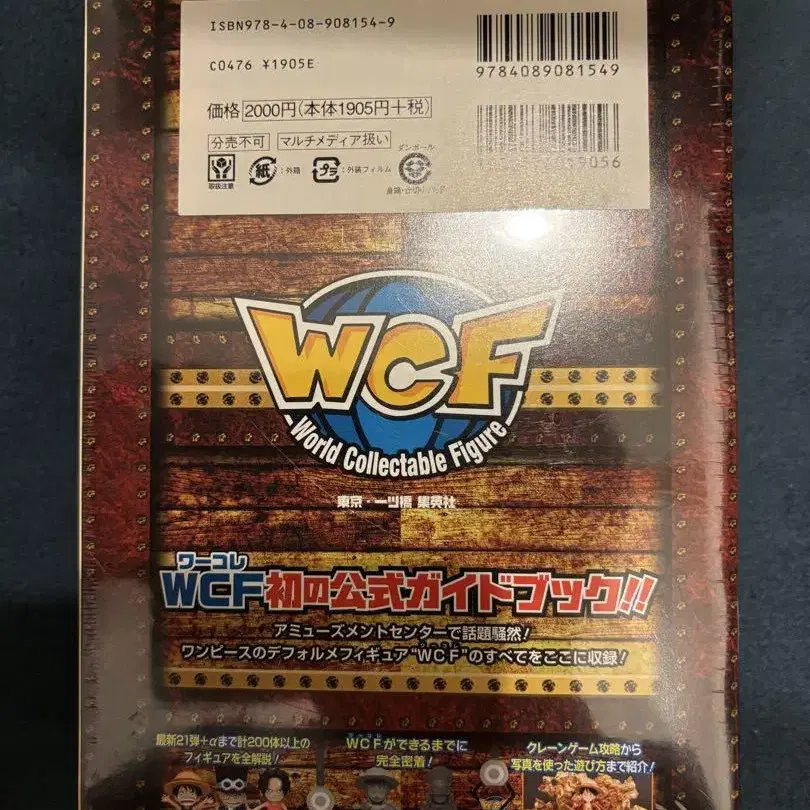 ISBN978-4-08-908154-9
C0476 ¥1905E
9784089081549
価格 2000円(本体1905円+税)
分売不可 マルチメディア扱い
取扱注意
紙
:外箱
プラ
:外装フィルム
ダンボール
9056
WCF
World Collectable Figure
東京・一ツ橋 集英社
ワーコレ
WCF初の公式ガイドブック!!
アミューズメントセンターで話題騒然!
ワンピースのデフォルメフィギュア“WCF”のすべてをここに収録!
最新21弾+αまで計200体以上の
フィギュアを全解説!
WCFができるまでに
完全密着!
クレーンゲーム攻略から
写真を使った遊び方まで紹介!